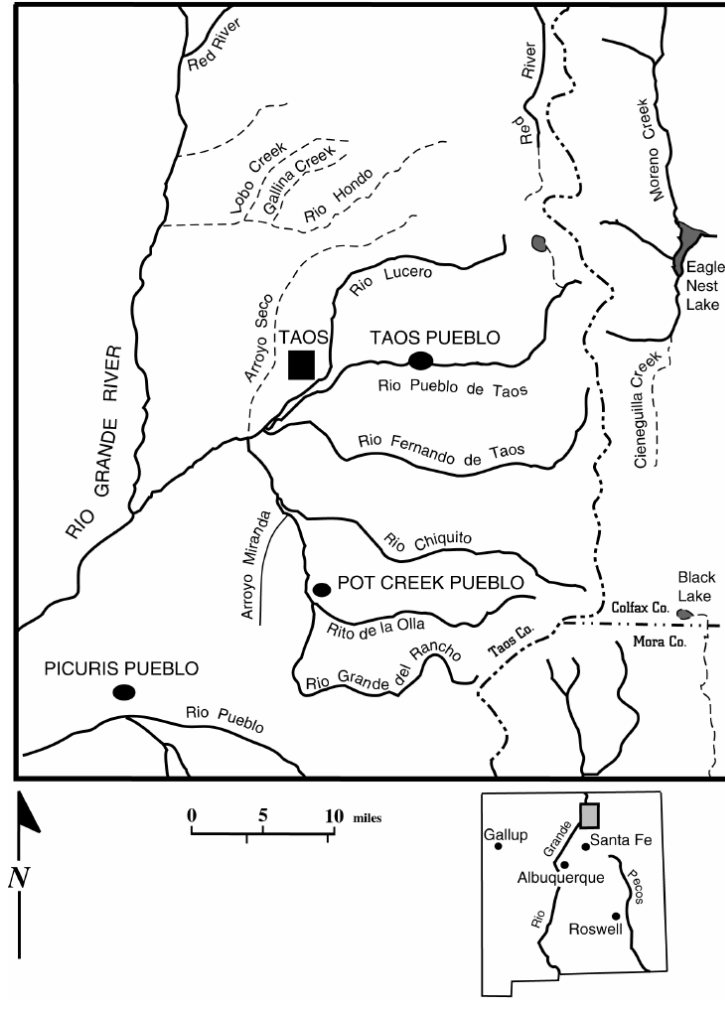 Red River
River
Red
Moreno Creek
Lobo Creek
Gallina Creek
Rio Hondo
Eagle
Nest
Lake
Rio Lucero
Arroyo Seco
TAOS
TAOS PUEBLO
Rio Pueblo de Taos
Cieneguilla Creek
RIO GRANDE RIVER
Rio Fernando de Taos
Arroyo Miranda
Rio Chiquito
POT CREEK PUEBLO
Black
Lake
Colfax Co.
Rito de la Olla
Taos Co.
Mora Co.
PICURIS PUEBLO
Rio Grande del Rancho
Rio Pueblo
N
0 5 10 miles
Gallup
Grande
Santa Fe
Albuquerque
Pecos
Rio
Roswell